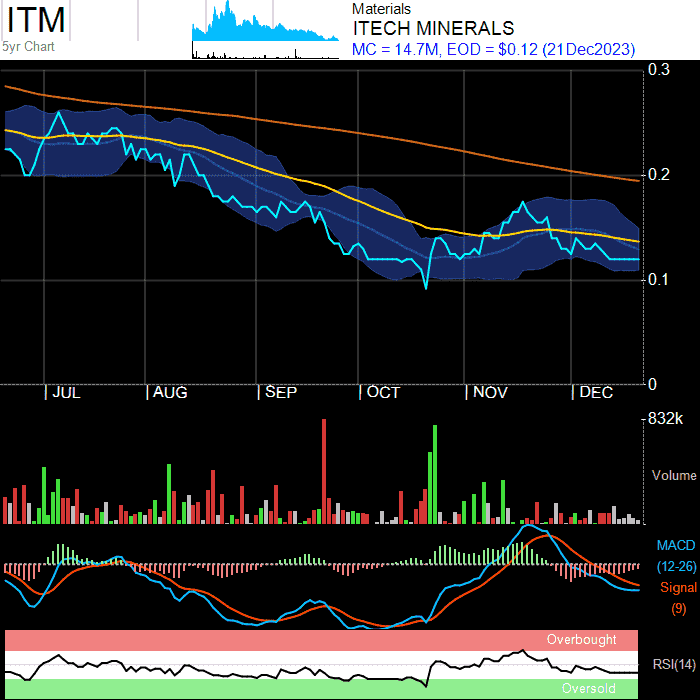 ITM
5yr Chart
Materials
ITECH MINERALS
MC = 14.7M, EOD = $0.12 (21Dec2023)
0.3
0.2
0.1
0
JUL
AUG
SEP
OCT
NOV
DEC
832k
Volume
MACD
(12-26)
Signal
(9)
Overbought
RSI(14)
Oversold